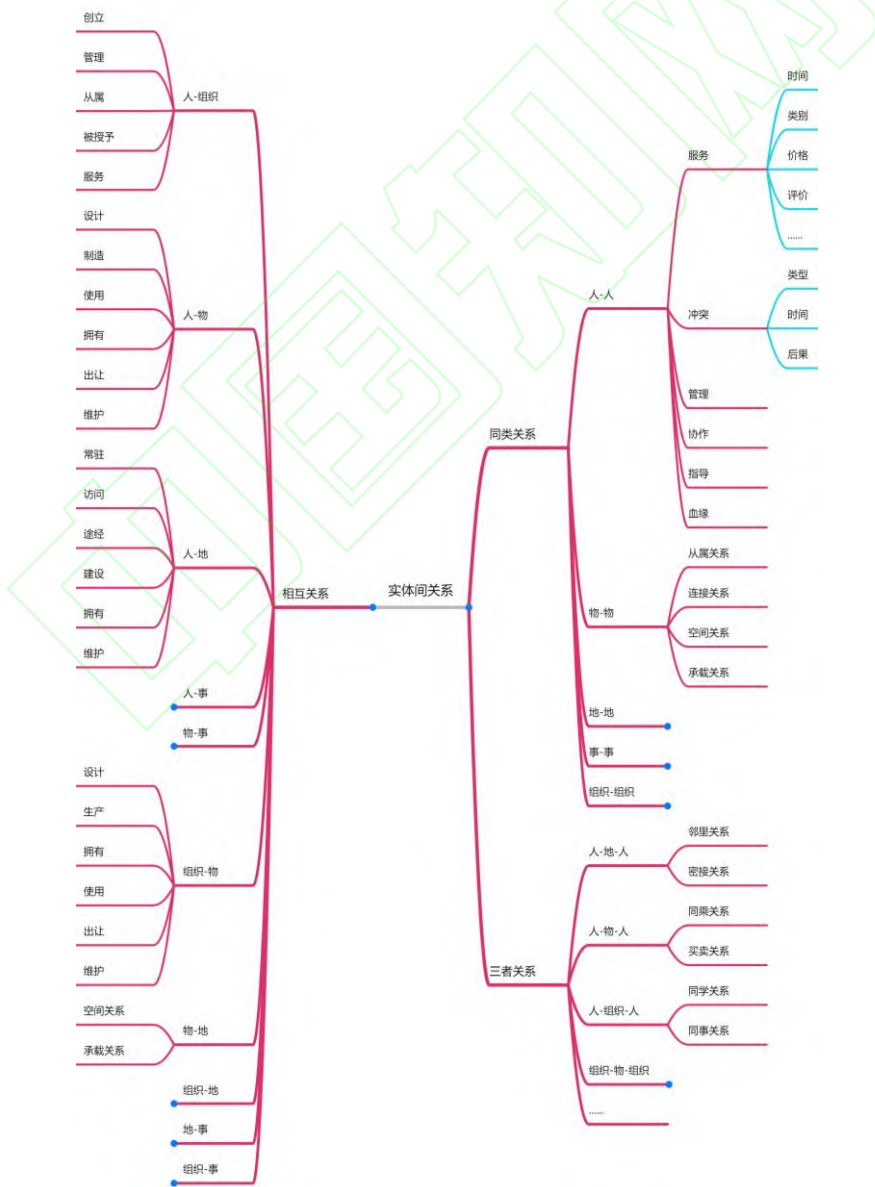 实体间关系
相互关系
人-组织
创立
管理
从属
被授予
服务
人-物
设计
制造
使用
拥有
出让
维护
人-地
常驻
访问
途经
建设
拥有
维护
人-事
物-事
组织-物
设计
生产
拥有
使用
出让
维护
物-地
空间关系
承载关系
组织-地
地-事
组织-事
同类关系
人-人
服务
时间
类别
价格
评价
......
冲突
类型
时间
后果
管理
协作
指导
血缘
物-物
从属关系
连接关系
空间关系
承载关系
地-地
事-事
组织-组织
三者关系
人-地-人
邻里关系
密接关系
人-物-人
同乘关系
买卖关系
人-组织-人
同学关系
同事关系
组织-物-组织
......
中国知网